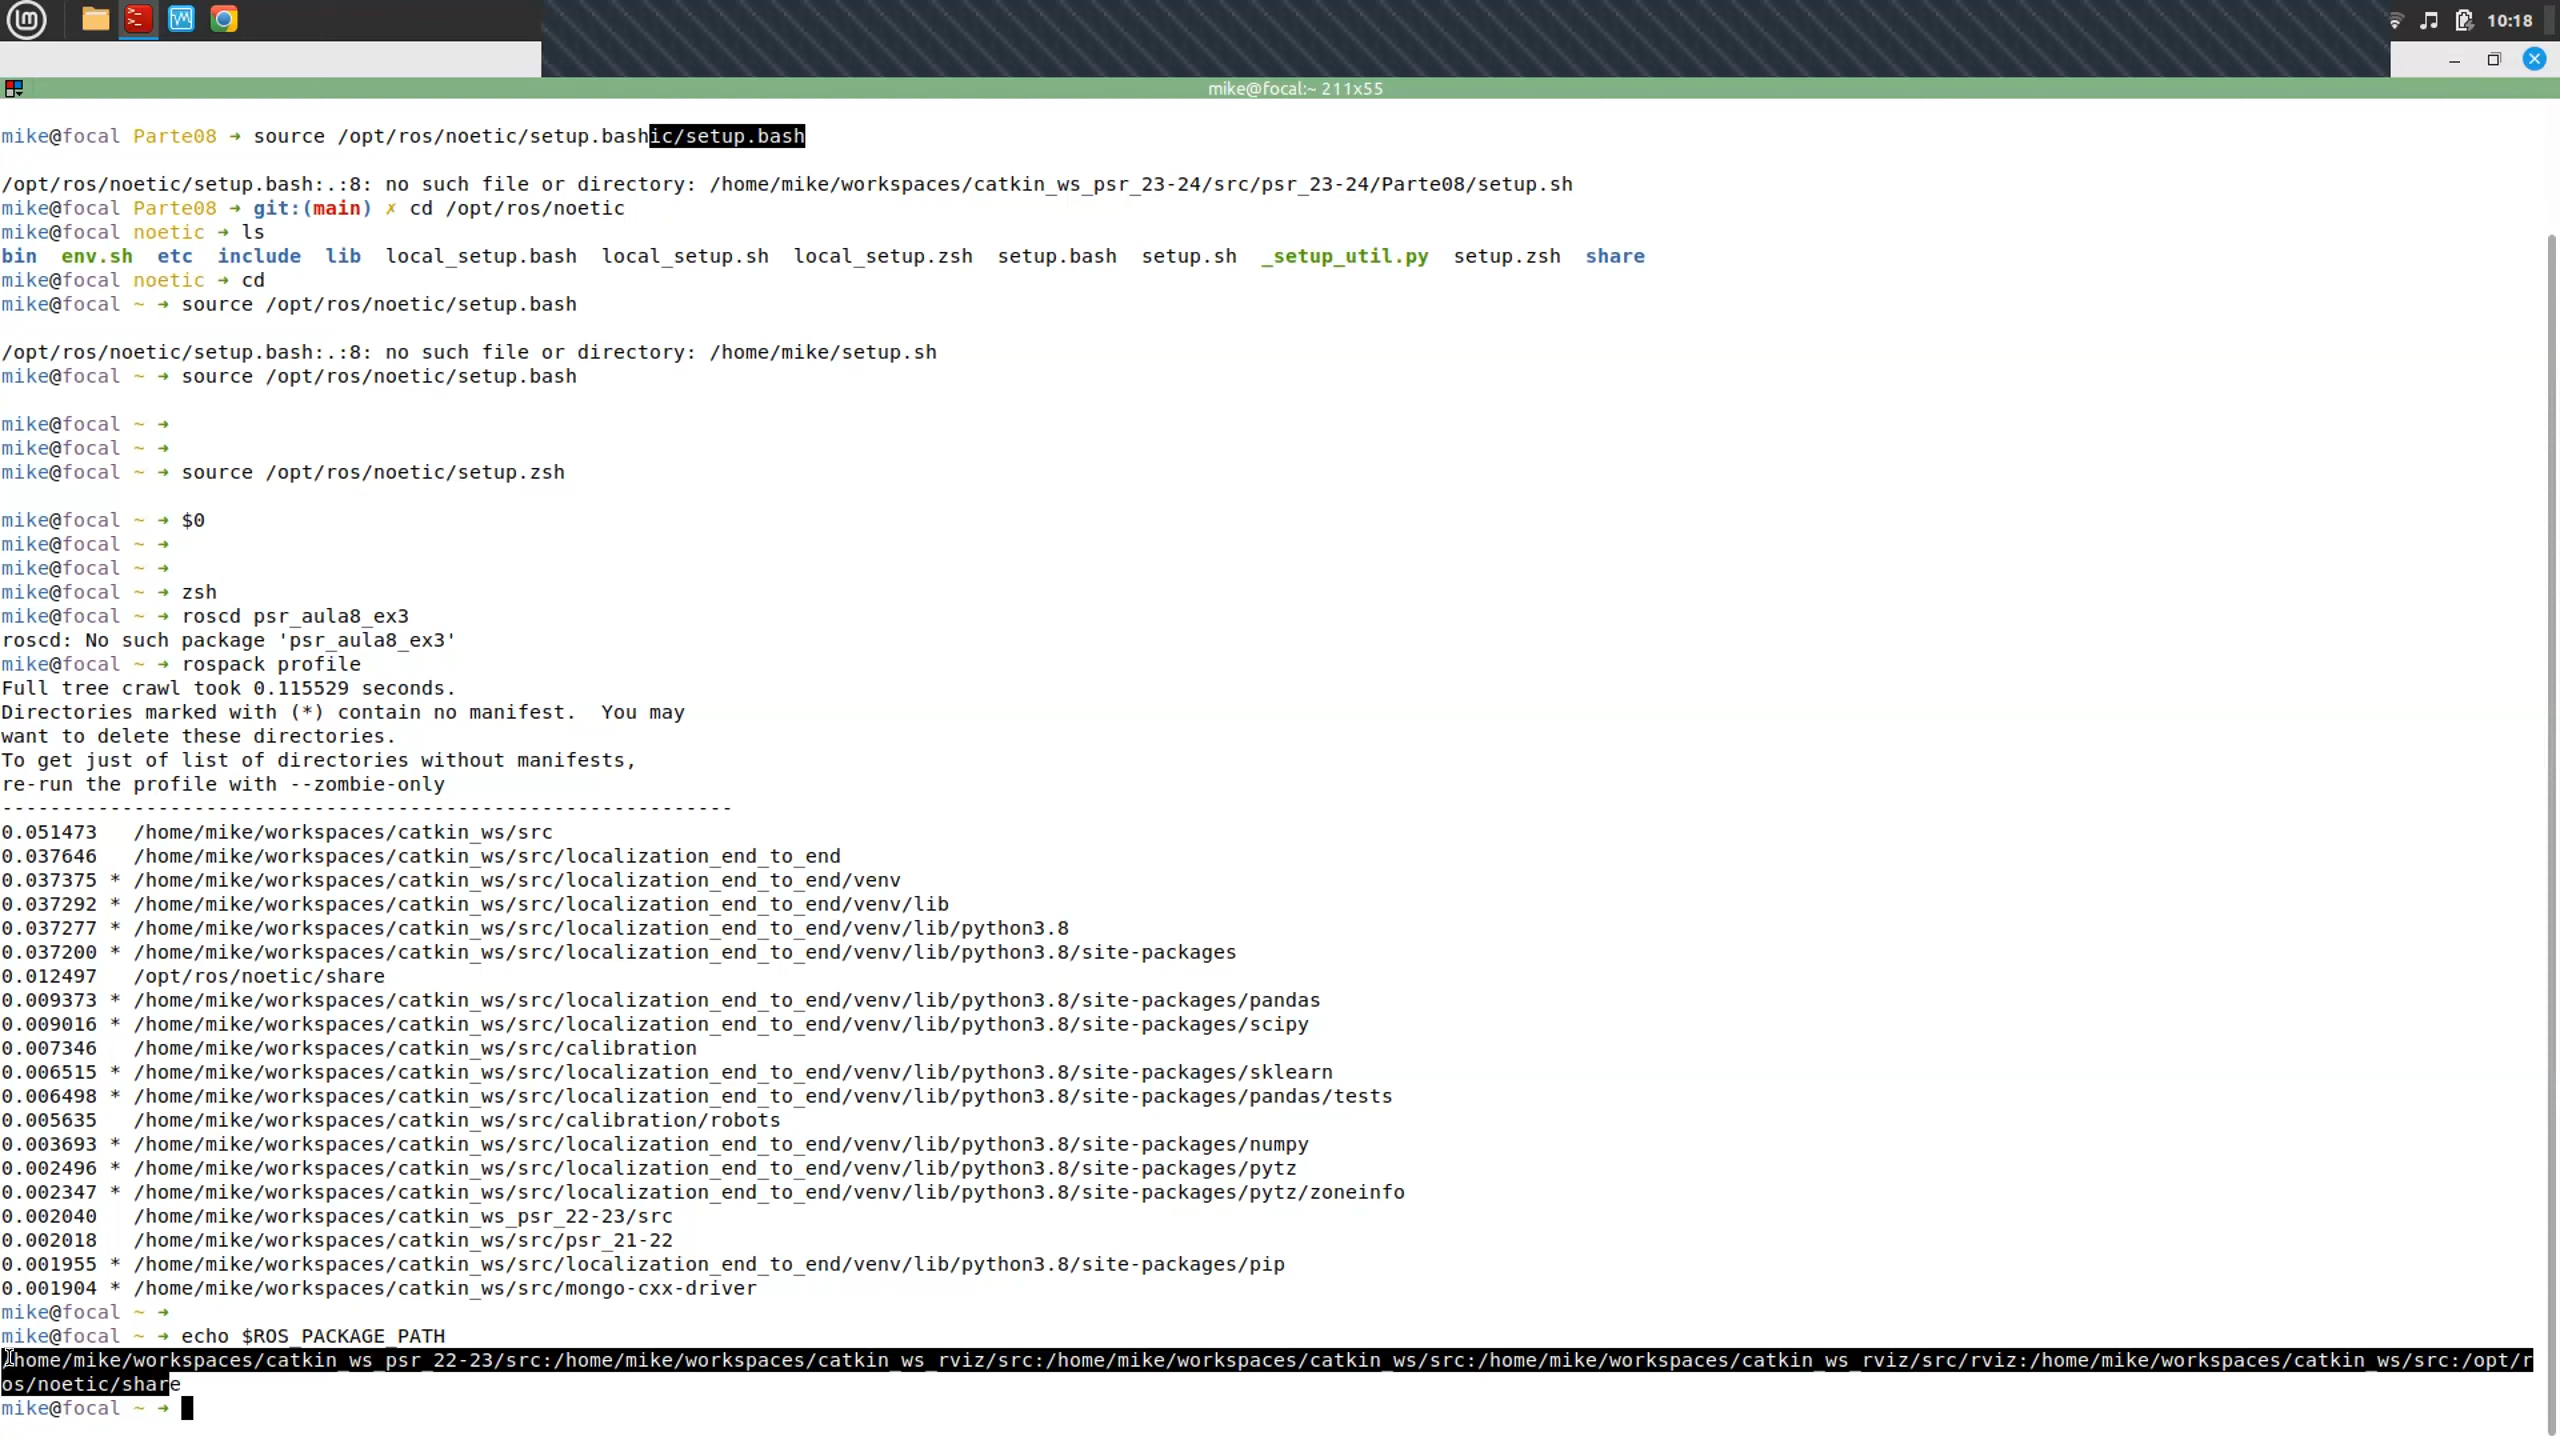 10:18
mike@focal:~ 211x55
mike@focal Parte08 ➜ source /opt/ros/noetic/setup.bashic/setup.bash
/opt/ros/noetic/setup.bash:.:8: no such file or directory: /home/mike/workspaces/catkin_ws_psr_23-24/src/psr_23-24/Parte08/setup.sh
mike@focal Parte08 ➜ git:(main) ✗ cd /opt/ros/noetic
mike@focal noetic ➜ ls
bin  env.sh  etc  include  lib  local_setup.bash  local_setup.sh  local_setup.zsh  setup.bash  setup.sh  _setup_util.py  setup.zsh  share
mike@focal noetic ➜ cd
mike@focal ~ ➜ source /opt/ros/noetic/setup.bash
/opt/ros/noetic/setup.bash:.:8: no such file or directory: /home/mike/setup.sh
mike@focal ~ ➜ source /opt/ros/noetic/setup.bash
mike@focal ~ ➜
mike@focal ~ ➜
mike@focal ~ ➜ source /opt/ros/noetic/setup.zsh
mike@focal ~ ➜ $0
mike@focal ~ ➜
mike@focal ~ ➜
mike@focal ~ ➜ zsh
mike@focal ~ ➜ roscd psr_aula8_ex3
roscd: No such package 'psr_aula8_ex3'
mike@focal ~ ➜ rospack profile
Full tree crawl took 0.115529 seconds.
Directories marked with (*) contain no manifest.  You may
want to delete these directories.
To get just of list of directories without manifests,
re-run the profile with --zombie-only
-------------------------------------------------------------
0.051473   /home/mike/workspaces/catkin_ws/src
0.037646   /home/mike/workspaces/catkin_ws/src/localization_end_to_end
0.037375 * /home/mike/workspaces/catkin_ws/src/localization_end_to_end/venv
0.037292 * /home/mike/workspaces/catkin_ws/src/localization_end_to_end/venv/lib
0.037277 * /home/mike/workspaces/catkin_ws/src/localization_end_to_end/venv/lib/python3.8
0.037200 * /home/mike/workspaces/catkin_ws/src/localization_end_to_end/venv/lib/python3.8/site-packages
0.012497   /opt/ros/noetic/share
0.009373 * /home/mike/workspaces/catkin_ws/src/localization_end_to_end/venv/lib/python3.8/site-packages/pandas
0.009016 * /home/mike/workspaces/catkin_ws/src/localization_end_to_end/venv/lib/python3.8/site-packages/scipy
0.007346   /home/mike/workspaces/catkin_ws/src/calibration
0.006515 * /home/mike/workspaces/catkin_ws/src/localization_end_to_end/venv/lib/python3.8/site-packages/sklearn
0.006498 * /home/mike/workspaces/catkin_ws/src/localization_end_to_end/venv/lib/python3.8/site-packages/pandas/tests
0.005635   /home/mike/workspaces/catkin_ws/src/calibration/robots
0.003693 * /home/mike/workspaces/catkin_ws/src/localization_end_to_end/venv/lib/python3.8/site-packages/numpy
0.002496 * /home/mike/workspaces/catkin_ws/src/localization_end_to_end/venv/lib/python3.8/site-packages/pytz
0.002347 * /home/mike/workspaces/catkin_ws/src/localization_end_to_end/venv/lib/python3.8/site-packages/pytz/zoneinfo
0.002040   /home/mike/workspaces/catkin_ws_psr_22-23/src
0.002018   /home/mike/workspaces/catkin_ws/src/psr_21-22
0.001955 * /home/mike/workspaces/catkin_ws/src/localization_end_to_end/venv/lib/python3.8/site-packages/pip
0.001904 * /home/mike/workspaces/catkin_ws/src/mongo-cxx-driver
mike@focal ~ ➜
mike@focal ~ ➜ echo $ROS_PACKAGE_PATH
/home/mike/workspaces/catkin_ws_psr_22-23/src:/home/mike/workspaces/catkin_ws_rviz/src:/home/mike/workspaces/catkin_ws/src:/home/mike/workspaces/catkin_ws_rviz/src/rviz:/home/mike/workspaces/catkin_ws/src:/opt/r
os/noetic/share
mike@focal ~ ➜